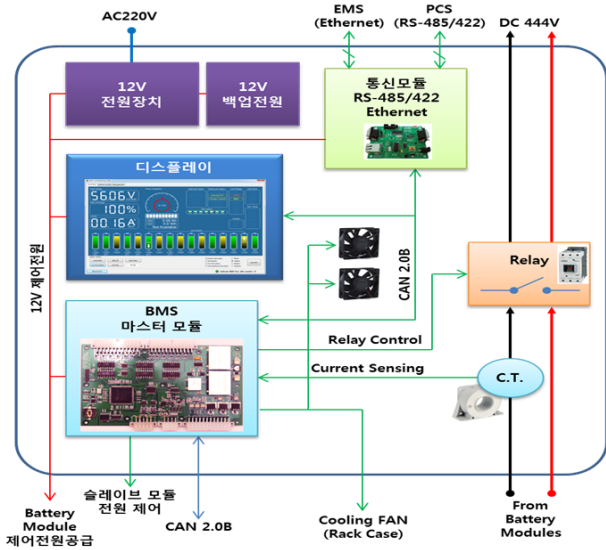 AC220V
EMS
(Ethernet)
PCS
(RS-485/422)
DC 444V
12V
전원장치
12V
백업전원
통신모듈
RS-485/422
Ethernet
디스플레이
5606 V
100%
00.16 A
12V 제어전원
CAN 2.0B
Relay
BMS
마스터 모듈
Relay Control
Current Sensing
C.T.
슬레이브 모듈
전원 제어
Battery
Module
제어전원공급
CAN 2.0B
Cooling FAN
(Rack Case)
From
Battery
Modules